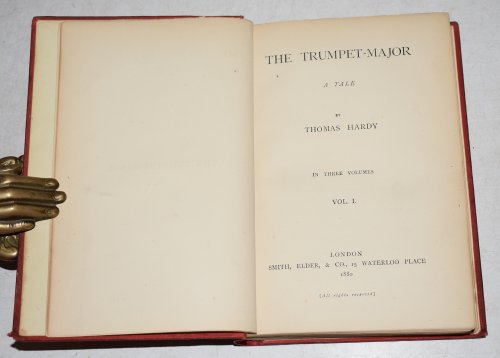 THE TRUMPET-MAJOR
A TALE
BY
THOMAS HARDY
IN THREE VOLUMES
VOL. I.
LONDON
SMITH, ELDER, & CO., 15 WATERLOO PLACE
1880
[All rights reserved]